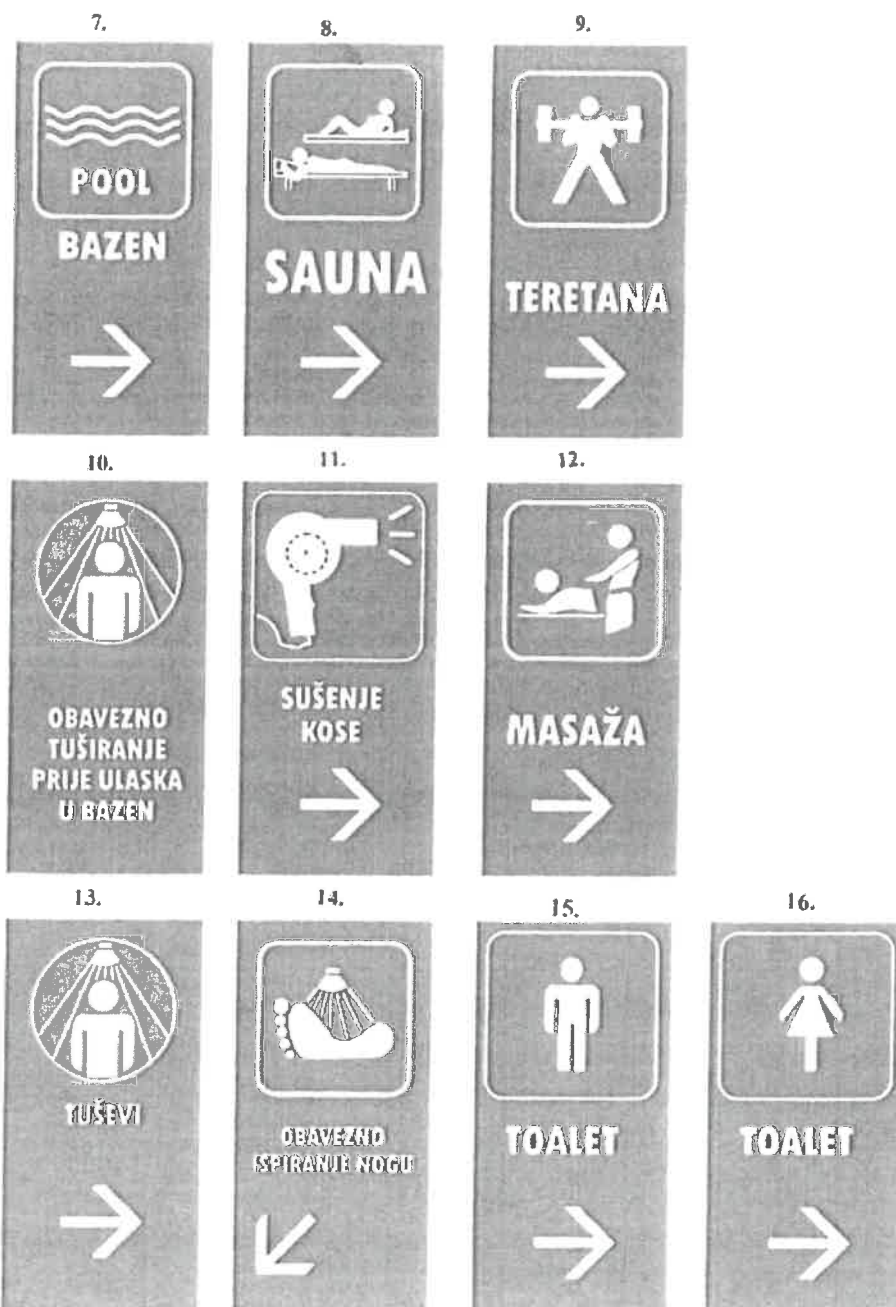 7.
8.
9.
POOL
BAZEN
SAUNA
TERETANA
10.
11.
12.
OBAVEZNO
TUŠIRANJE
PRIJE ULASKA
U BAZEN
SUŠENJE
KOSE
MASAŽA
13.
14.
15.
16.
TUŠEVI
OBAVEZNO
ISPIRANJE NOGU
TOALET
TOALET